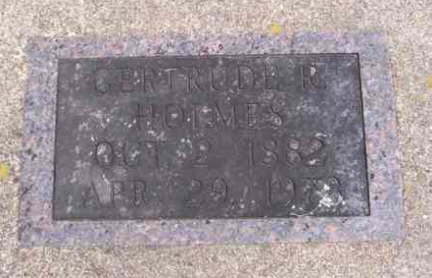 GERTRUDE R.
HOLMES
OCT 2, 1882
APR. 29, 1973